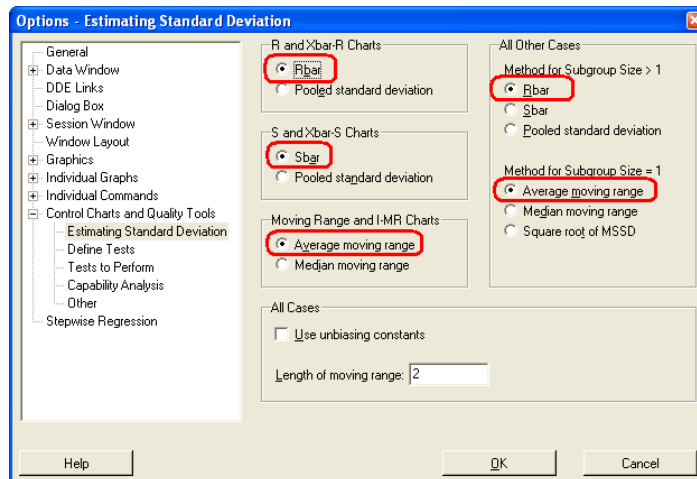 Options - Estimating Standard Deviation
General
Data Window
DDE Links
Dialog Box
Session Window
Window Layout
Graphics
Individual Graphs
Individual Commands
Control Charts and Quality Tools
Estimating Standard Deviation
Define Tests
Tests to Perform
Capability Analysis
Other
Stepwise Regression
R and Xbar-R Charts
Rbar
Pooled standard deviation
S and Xbar-S Charts
Sbar
Pooled standard deviation
Moving Range and I-MR Charts
Average moving range
Median moving range
All Other Cases
Method for Subgroup Size > 1
Rbar
Sbar
Pooled standard deviation
Method for Subgroup Size = 1
Average moving range
Median moving range
Square root of MSSD
All Cases
Use unbiasing constants
Length of moving range: 2
Help
OK
Cancel